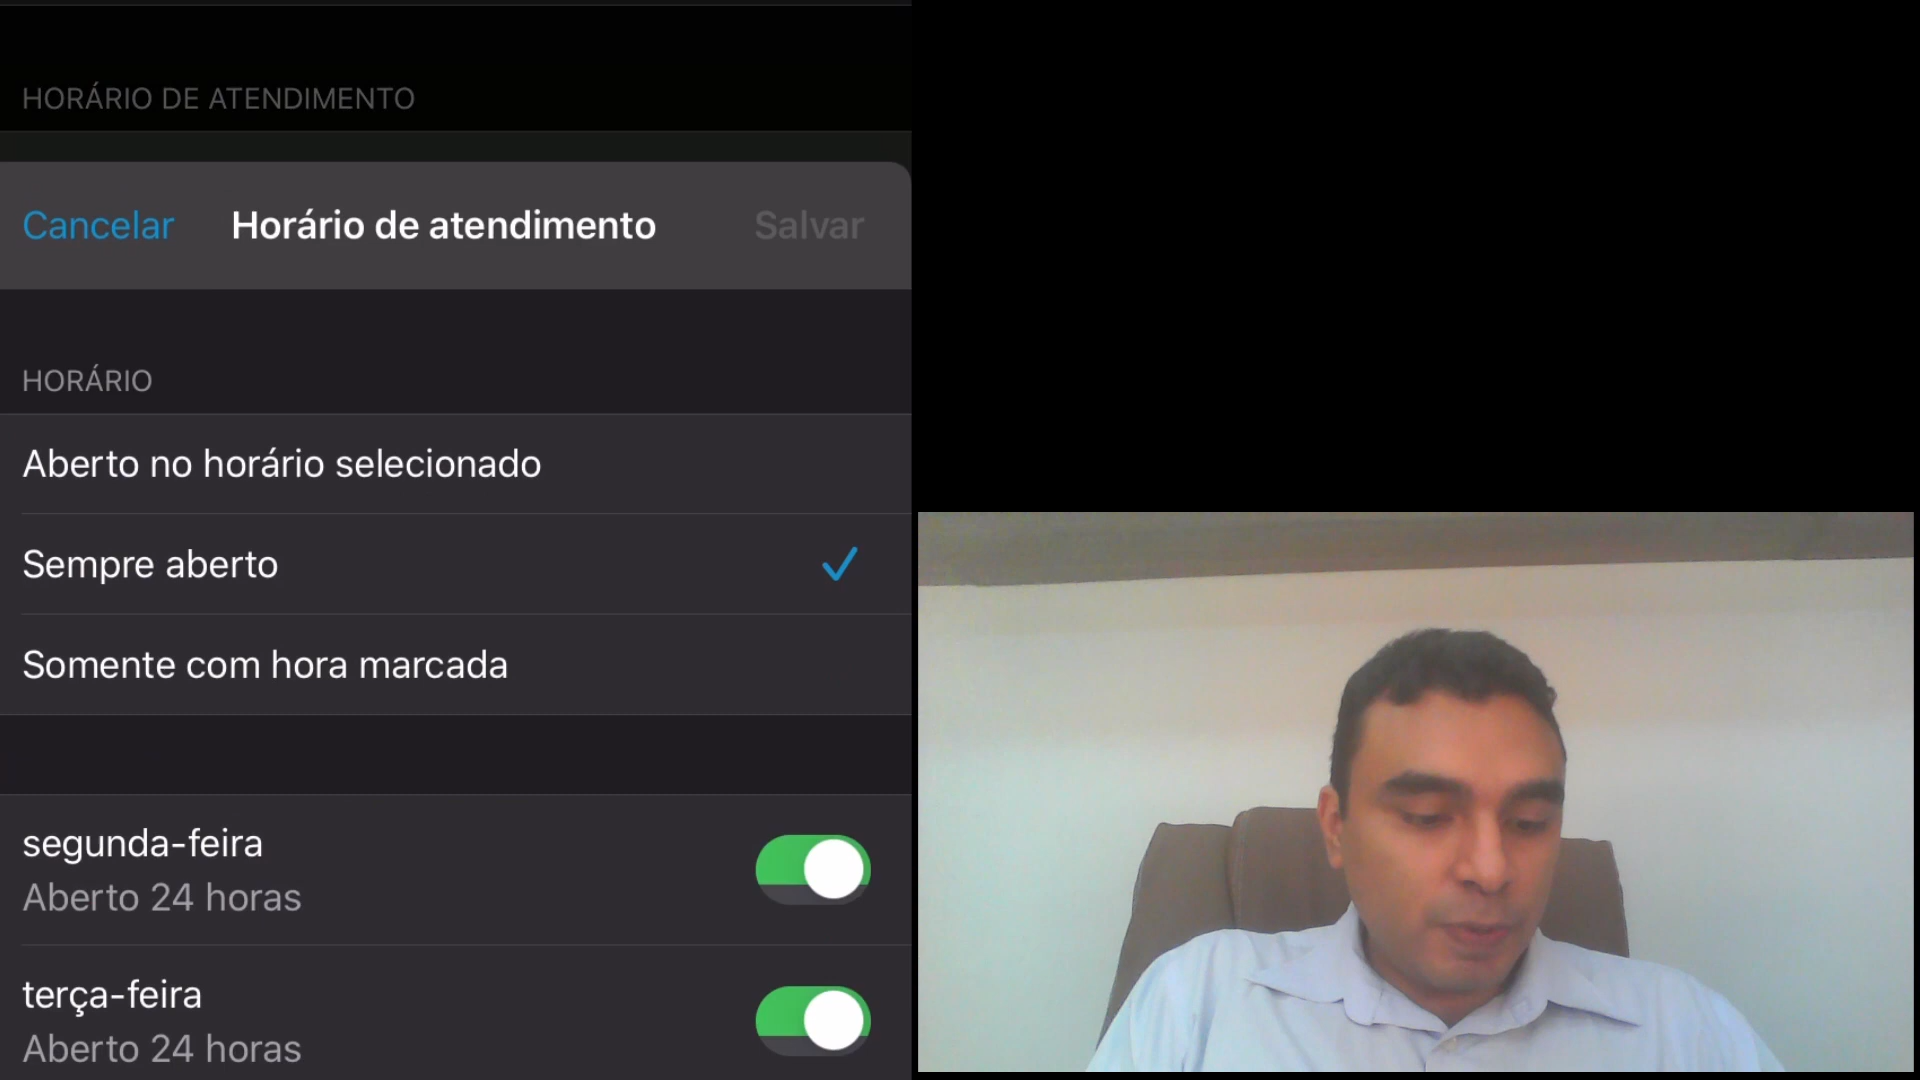 HORÁRIO DE ATENDIMENTO
Cancelar Horário de atendimento Salvar
HORÁRIO
Aberto no horário selecionado
Sempre aberto
Somente com hora marcada
segunda-feira
Aberto 24 horas
terça-feira
Aberto 24 horas